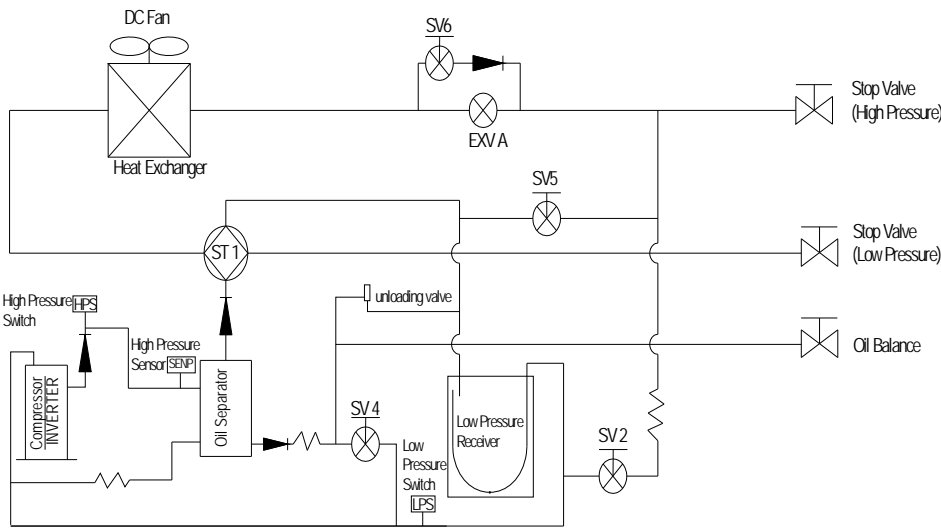 DC Fan
SV6
Stop Valve
(High Pressure)
EXV A
Heat Exchanger
SV5
ST1
Stop Valve
(Low Pressure)
High Pressure
Switch
HPS
unloading valve
High Pressure
Sensor
SENP
Oil Balance
Compressor
INVERTER
Oil Separator
SV 4
Low
Pressure
Switch
LPS
Low Pressure
Receiver
SV 2